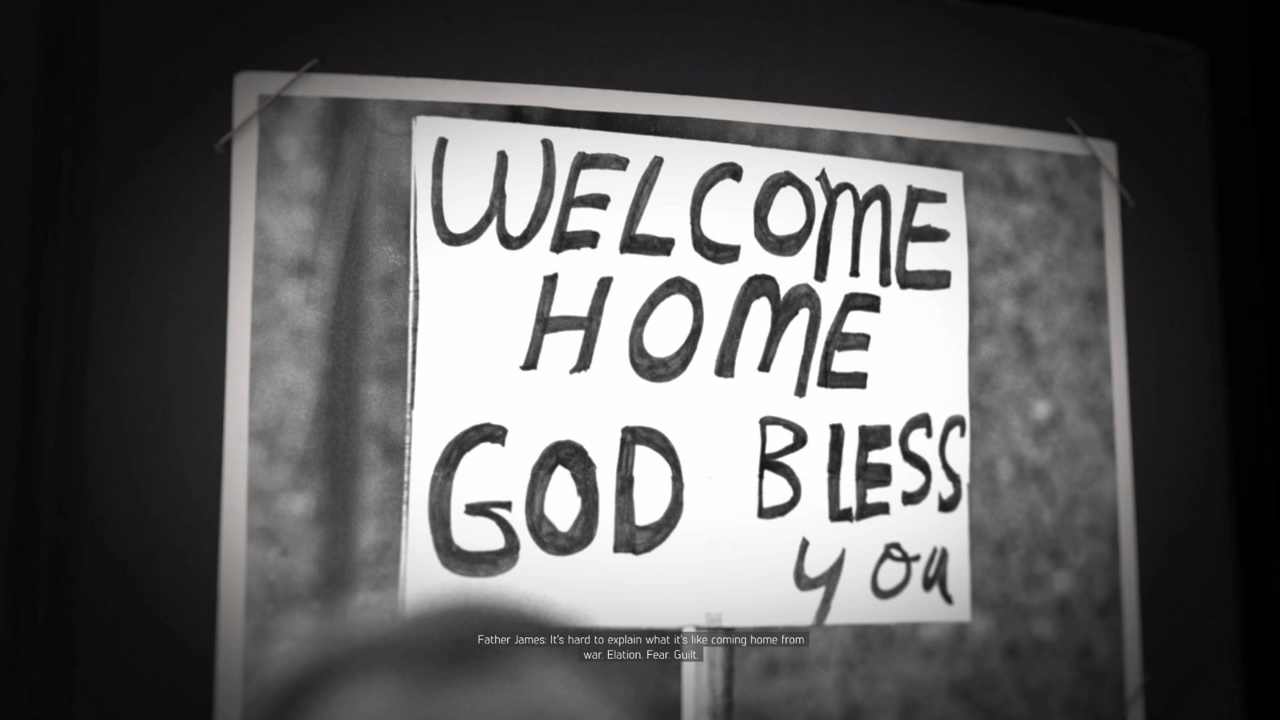 WELCOME
HOME
GOD BLESS
you
Father James: It's hard to explain what it's like coming home from
war. Elation. Fear. Guilt.